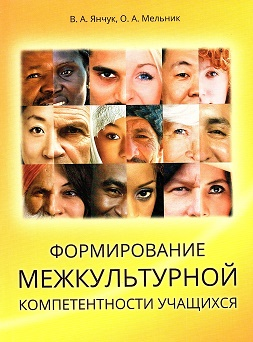 В. А. Янчук, О. А. Мельник
ФОРМИРОВАНИЕ
МЕЖКУЛЬТУРНОЙ
КОМПЕТЕНТНОСТИ УЧАЩИХСЯ